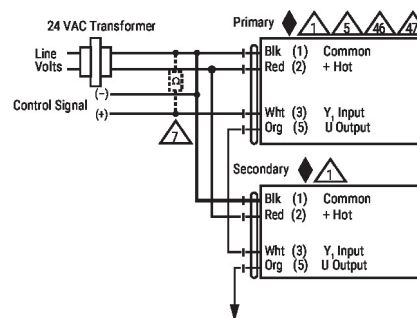 24 VAC Transformer
Primary 1 5 46 47
Line Volts
Blk (1) Common
Red (2) + Hot
(–)
Control Signal (+)
Ω
Wht (3) Y1 Input
Org (5) U Output
7
Secondary 1
Blk (1) Common
Red (2) + Hot
Wht (3) Y1 Input
Org (5) U Output